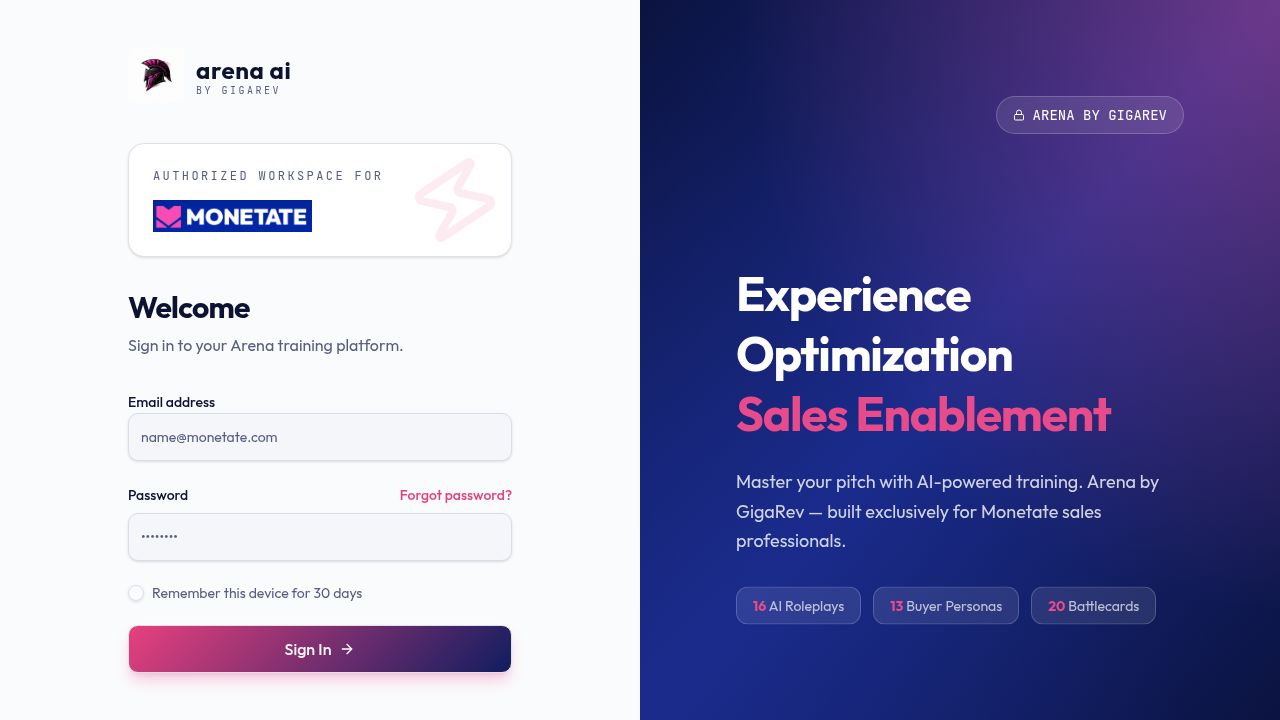 arena ai
BY GIGAREV
AUTHORIZED WORKSPACE FOR
MONETATE
Welcome
Sign in to your Arena training platform.
Email address
name@monetate.com
Password
Forgot password?
••••••••
Remember this device for 30 days
Sign In →
ARENA BY GIGAREV
Experience
Optimization
Sales Enablement
Master your pitch with AI-powered training. Arena by
GigaRev — built exclusively for Monetate sales
professionals.
16 AI Roleplays
13 Buyer Personas
20 Battlecards